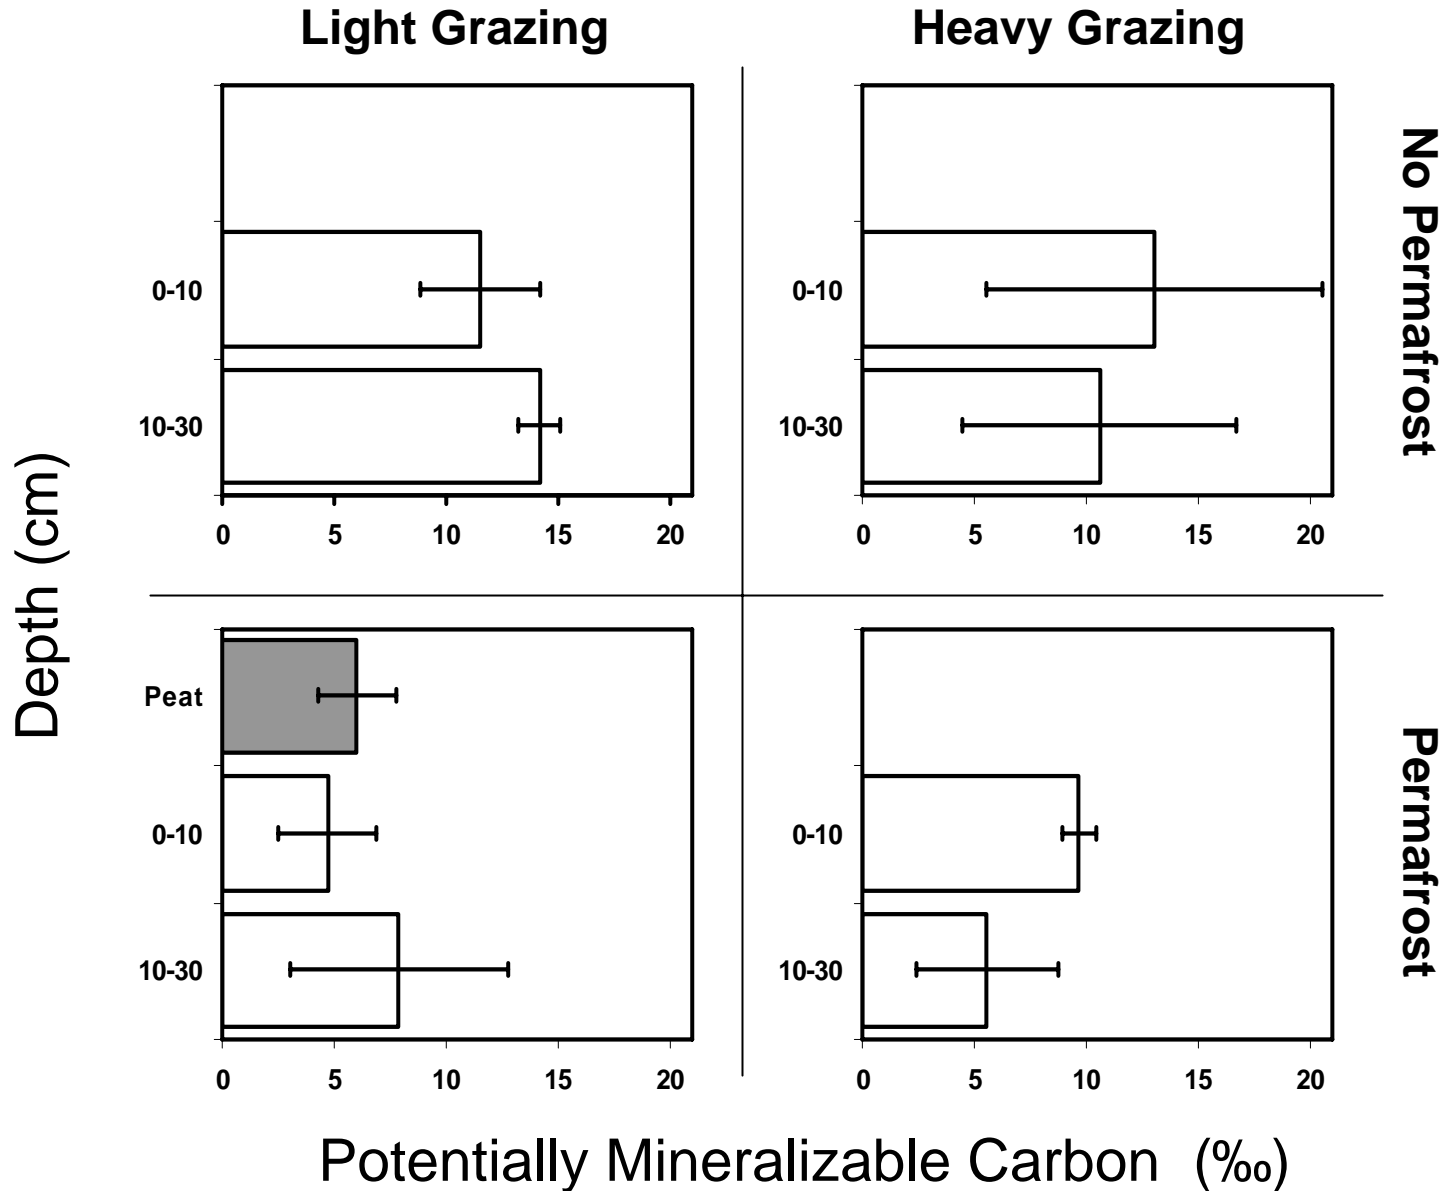 Light Grazing
Heavy Grazing
No Permafrost
0-10
10-30
0 5 10 15 20
0-10
10-30
0 5 10 15 20
Depth (cm)
Peat
0-10
10-30
0 5 10 15 20
0-10
10-30
0 5 10 15 20
Permafrost
Potentially Mineralizable Carbon (‰)